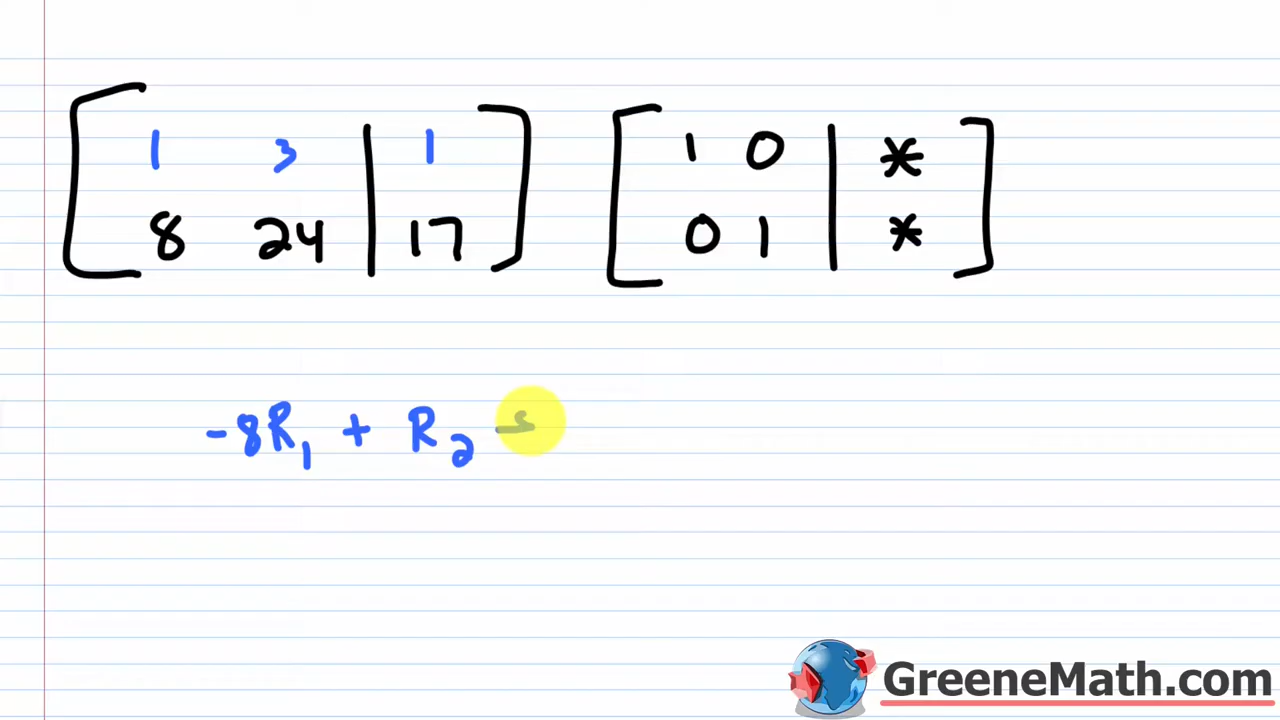 1 3 | 1 1 0 | *
8 24 | 17 0 1 | *
-8R₁ + R₂
GreeneMath.com